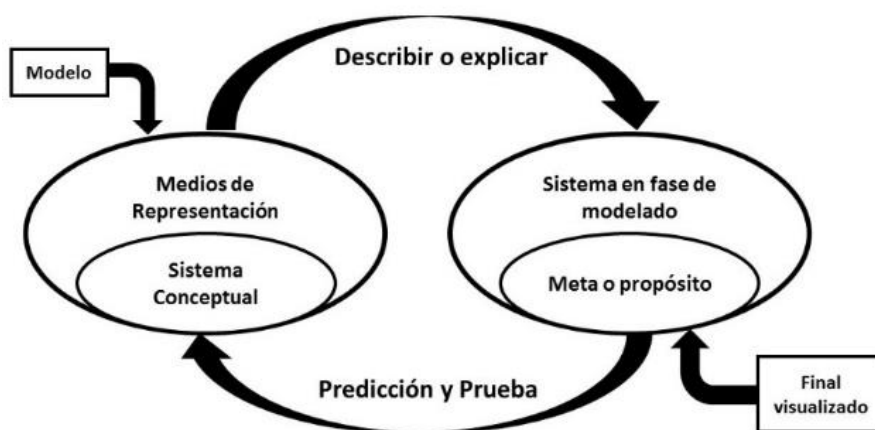 Describir o explicar
Modelo
Medios de
Representación
Sistema
Conceptual
Sistema en fase de
modelado
Meta o propósito
Predicción y Prueba
Final
visualizado